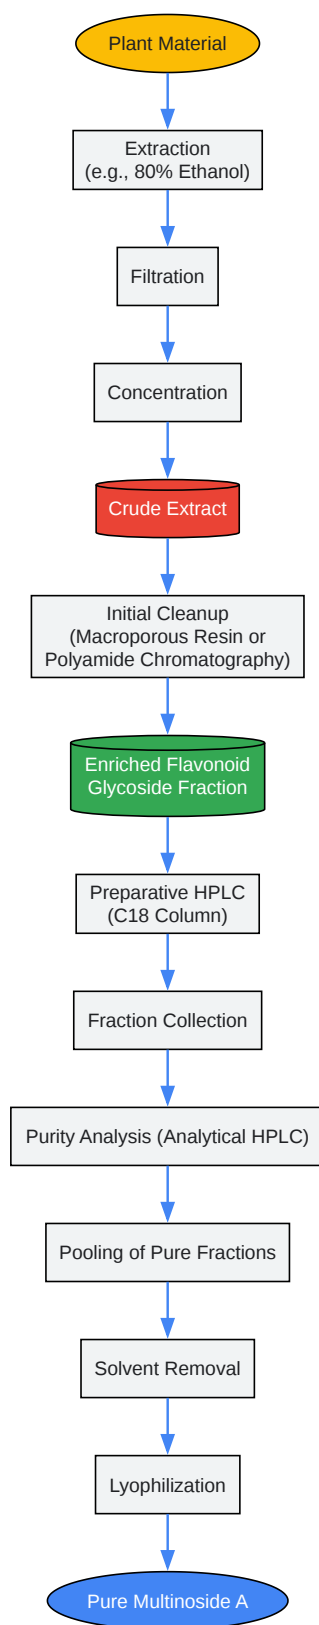 Plant Material
Extraction
(e.g., 80% Ethanol)
Filtration
Concentration
Crude Extract
Initial Cleanup
(Macroporous Resin or
Polyamide Chromatography)
Enriched Flavonoid
Glycoside Fraction
Preparative HPLC
(C18 Column)
Fraction Collection
Purity Analysis (Analytical HPLC)
Pooling of Pure Fractions
Solvent Removal
Lyophilization
Pure Multinoside A